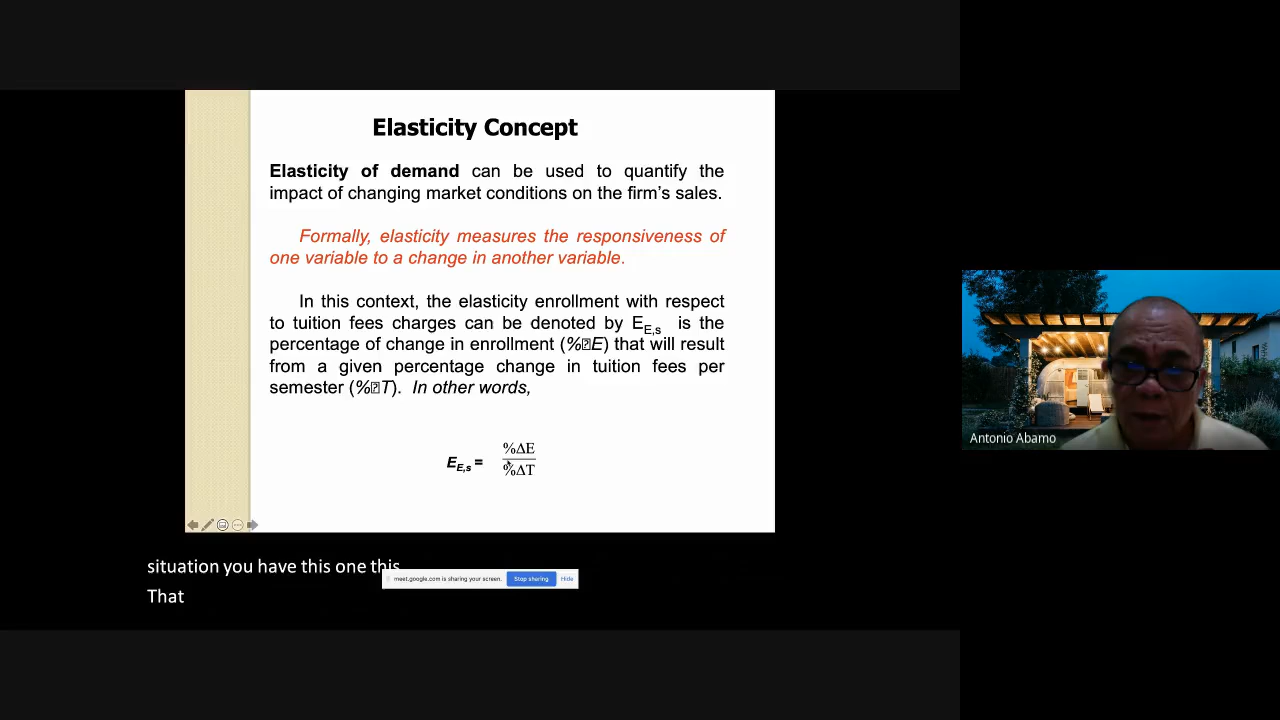 Elasticity Concept
Elasticity of demand can be used to quantify the
impact of changing market conditions on the firm's sales.
Formally, elasticity measures the responsiveness of
one variable to a change in another variable.
In this context, the elasticity enrollment with respect
to tuition fees charges can be denoted by E_E,s is the
percentage of change in enrollment (%⍰E) that will result
from a given percentage change in tuition fees per
semester (%⍰T). In other words,
%ΔE
E_E,s =
%ΔT
Antonio Abamo
situation you have this one this
That
meet.google.com is sharing your screen. Stop sharing Hide